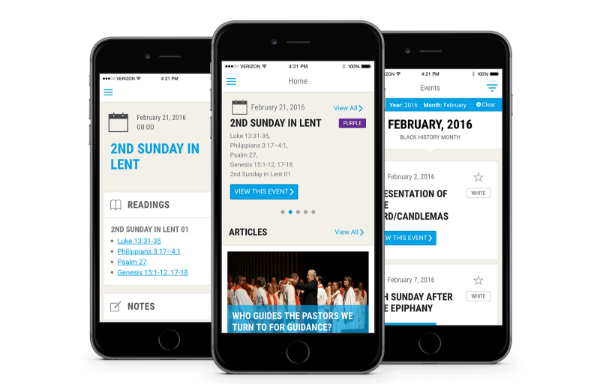 VERIZON 4:21 PM
February 21, 2016
08:00
2ND SUNDAY IN
LENT
READINGS
2ND SUNDAY IN LENT 01
Luke 13:31-35
Philippians 3:17–4:1
Psalm 27
Genesis 15:1-12, 17-18
NOTES
VERIZON 4:21 PM 100%
Home
February 21, 2016 View All
2ND SUNDAY IN LENT PURPLE
Luke 13:31-35,
Philippians 3:17–4:1,
Psalm 27,
Genesis 15:1-12, 17-18
2nd Sunday in Lent 01
VIEW THIS EVENT
ARTICLES View All
WHO GUIDES THE PASTORS WE
TURN TO FOR GUIDANCE?
ZON 4:21 PM 100%
Events
Year: 2016 Month: February Clear
FEBRUARY, 2016
BLACK HISTORY MONTH
February 2, 2016
WHITE
ESENTATION OF
E
RD/CANDLEMAS
THIS EVENT
February 7, 2016
WHITE
H SUNDAY AFTER
E EPIPHANY